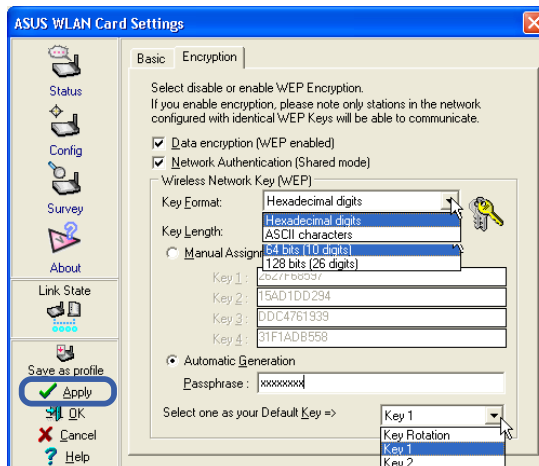 ASUS WLAN Card Settings
Status
Config
Survey
About
Link State
Save as profile
Apply
OK
Cancel
Help
Basic
Encryption
Select disable or enable WEP Encryption.
If you enable encryption, please note only stations in the network
configured with identical WEP Keys will be able to communicate.
Data encryption (WEP enabled)
Network Authentication (Shared mode)
Wireless Network Key (WEP)
Key Format: Hexadecimal digits
Hexadecimal digits
ASCII characters
Key Length:
64 bits (10 digits)
128 bits (26 digits)
Manual
Key 1 : 2627F68597
Key 2 : 15AD1DD294
Key 3 : DDC4761939
Key 4 : 31F1ADB558
Automatic Generation
Passphrase : xxxxxxxx
Select one as your Default Key => Key 1
Key Rotation
Key 1
Key 2